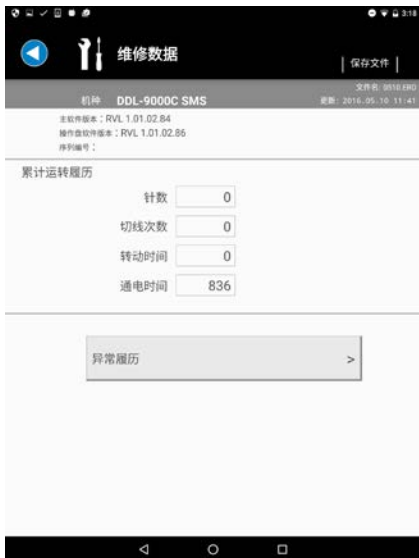 3:18
维修数据
| 保存文件 |
文件名: 0510.ERO
机种 DDL-9000C SMS
更新: 2016.05.10 11:41
主软件版本：RVL 1.01.02.84
操作盘软件版本：RVL 1.01.02.86
序列编号：
累计运转履历
针数 0
切线次数 0
转动时间 0
通电时间 836
异常履历 >